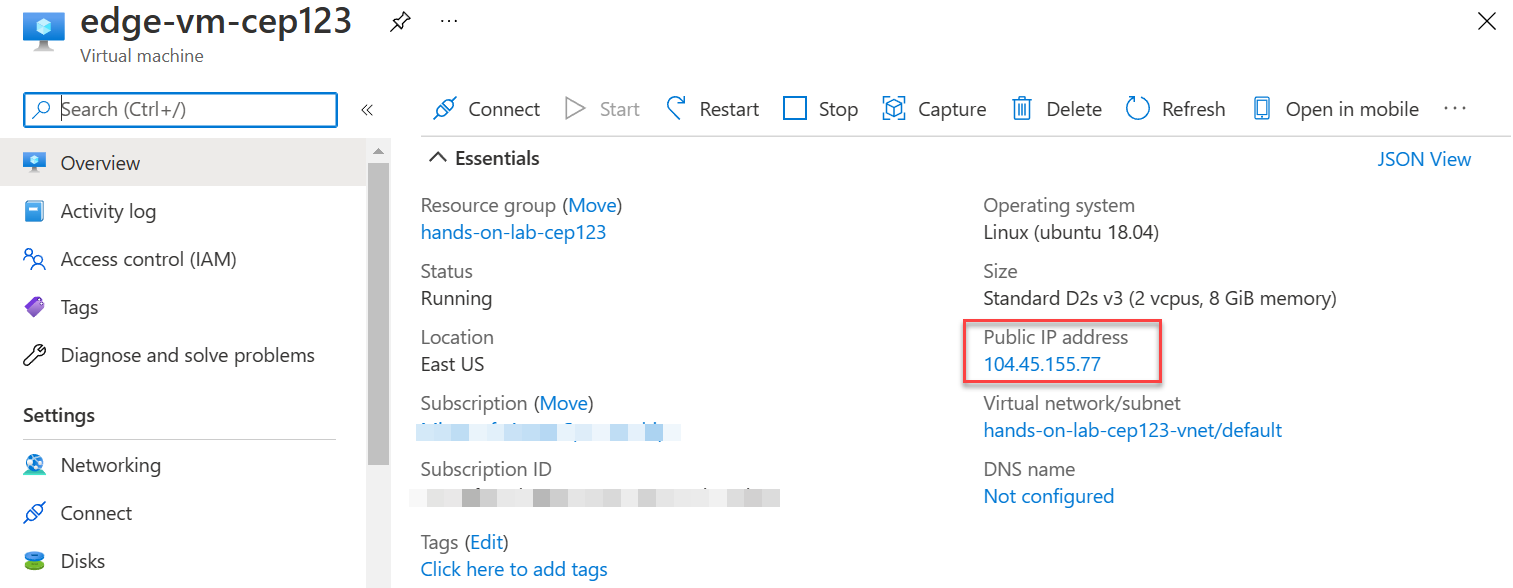 edge-vm-cep123
...
Virtual machine
Search (Ctrl+/)
«
Connect
Start
Restart
Stop
Capture
Delete
Refresh
Open in mobile
...
Overview
Activity log
Access control (IAM)
Tags
Diagnose and solve problems
Settings
Networking
Connect
Disks
Essentials
JSON View
Resource group (Move)
hands-on-lab-cep123
Status
Running
Location
East US
Subscription (Move)
Subscription ID
Tags (Edit)
Click here to add tags
Operating system
Linux (ubuntu 18.04)
Size
Standard D2s v3 (2 vcpus, 8 GiB memory)
Public IP address
104.45.155.77
Virtual network/subnet
hands-on-lab-cep123-vnet/default
DNS name
Not configured